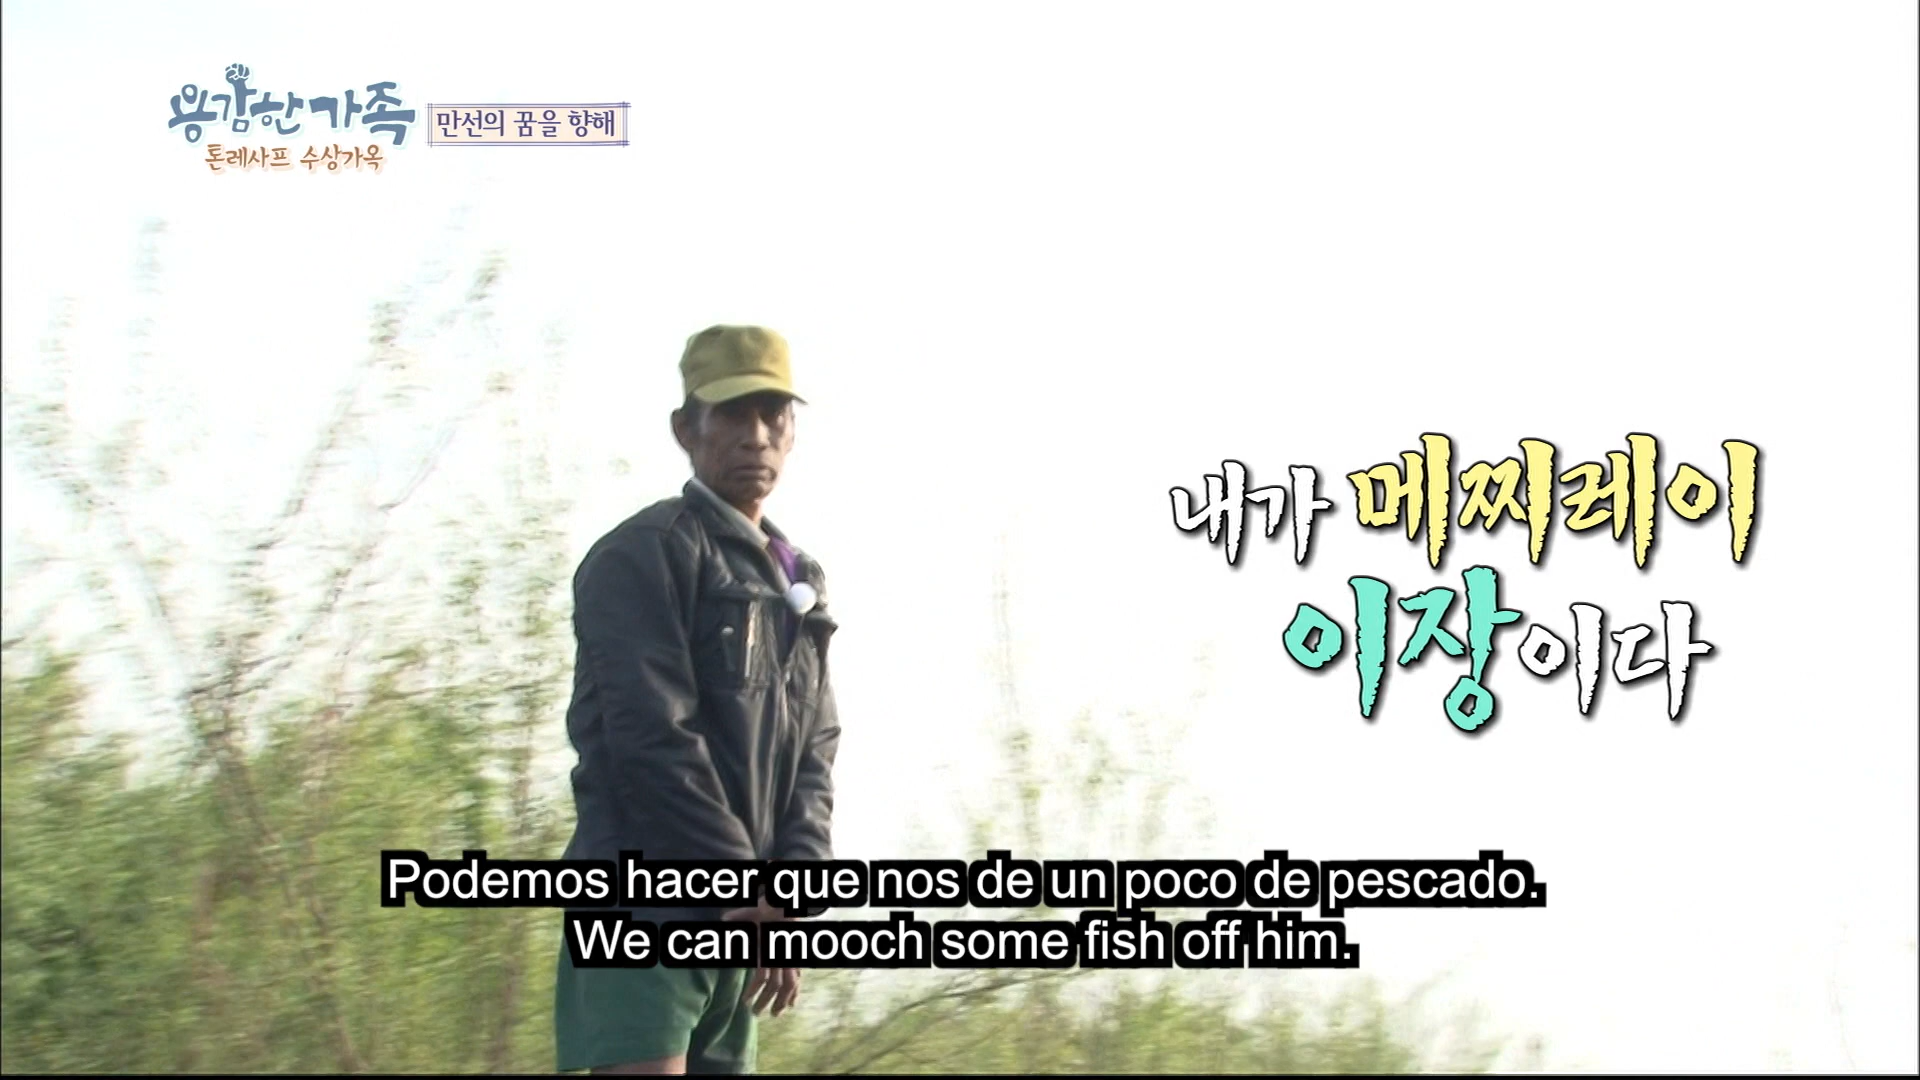 용감한 가족
톤레사프 수상가옥
만선의 꿈을 향해
내가 메찌레이
이장이다
Podemos hacer que nos de un poco de pescado.
We can mooch some fish off him.